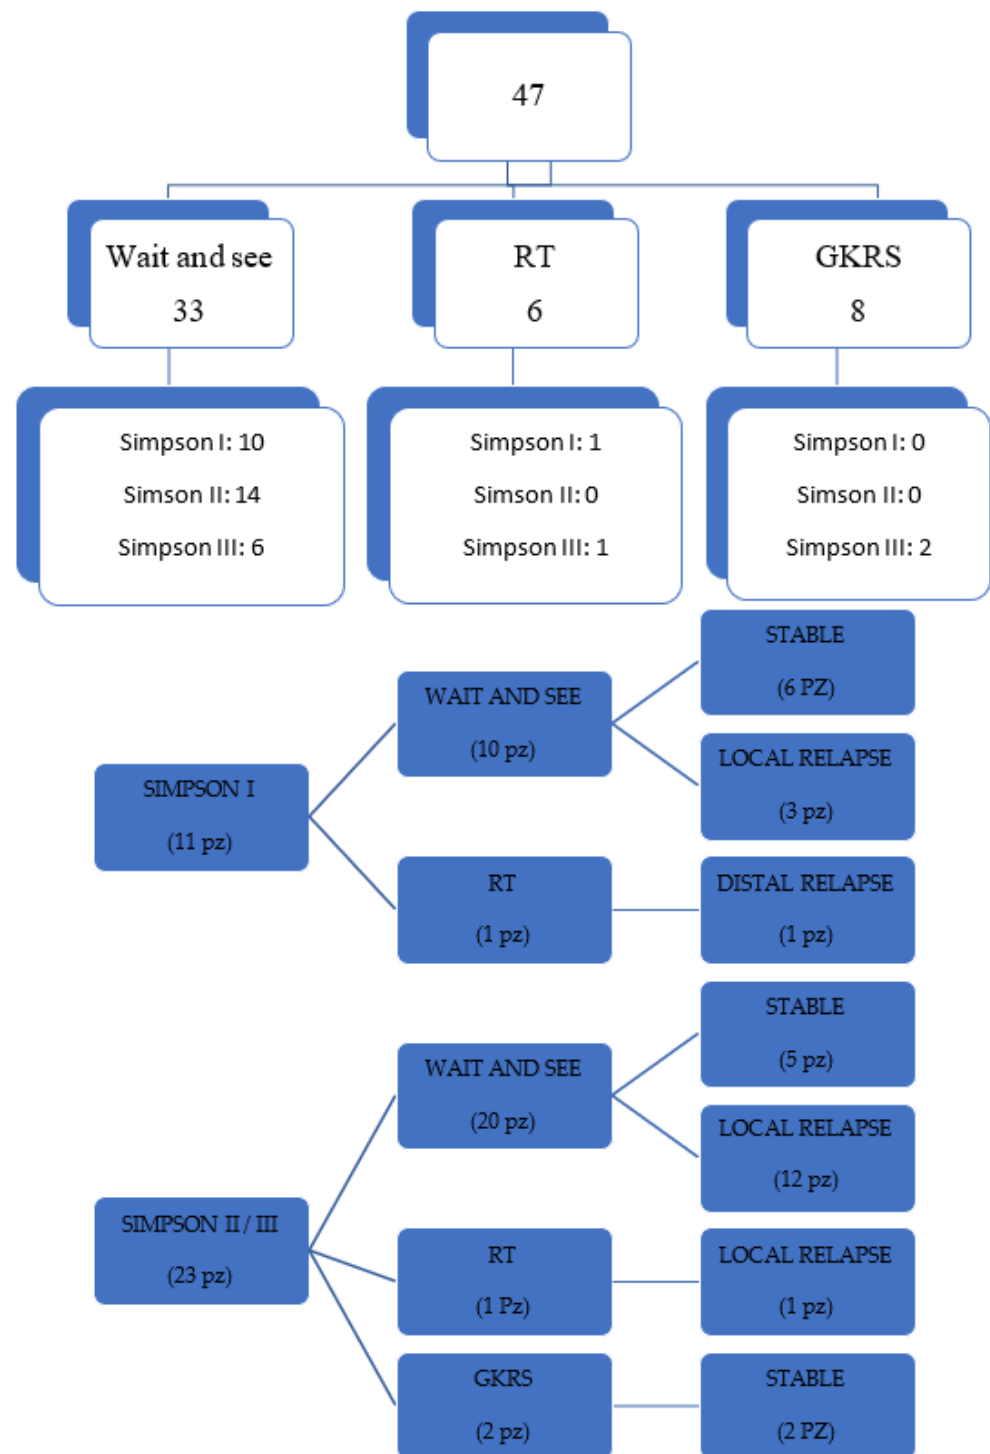 47
Wait and see
33
RT
6
GKRS
8
Simpson I: 10
Simson II: 14
Simpson III: 6
Simpson I: 1
Simson II: 0
Simpson III: 1
Simpson I: 0
Simson II: 0
Simpson III: 2
SIMPSON I
(11 pz)
WAIT AND SEE
(10 pz)
STABLE
(6 PZ)
LOCAL RELAPSE
(3 pz)
RT
(1 pz)
DISTAL RELAPSE
(1 pz)
SIMPSON II / III
(23 pz)
WAIT AND SEE
(20 pz)
STABLE
(5 pz)
LOCAL RELAPSE
(12 pz)
RT
(1 Pz)
LOCAL RELAPSE
(1 pz)
GKRS
(2 pz)
STABLE
(2 PZ)